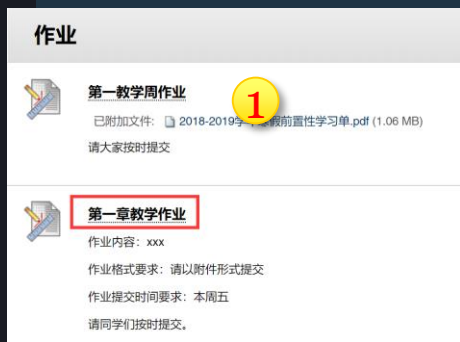 作业
第一教学周作业
1
已附加文件: 2018-2019学 假前置性学习单.pdf (1.06 MB)
请大家按时提交
第一章教学作业
作业内容：xxx
作业格式要求：请以附件形式提交
作业提交时间要求：本周五
请同学们按时提交。